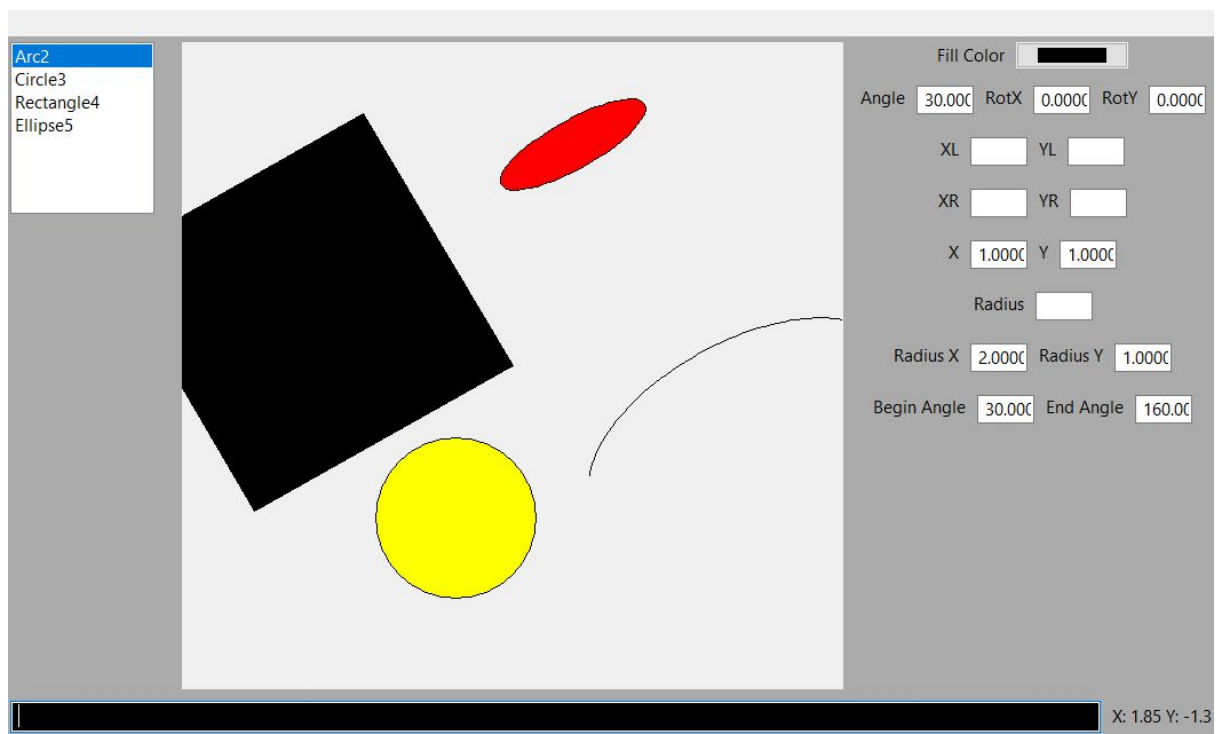 Arc2
Circle3
Rectangle4
Ellipse5
Fill Color
Angle 30.000 RotX 0.0000 RotY 0.0000
XL YL
XR YR
X 1.0000 Y 1.0000
Radius
Radius X 2.0000 Radius Y 1.0000
Begin Angle 30.000 End Angle 160.00
X: 1.85 Y: -1.3